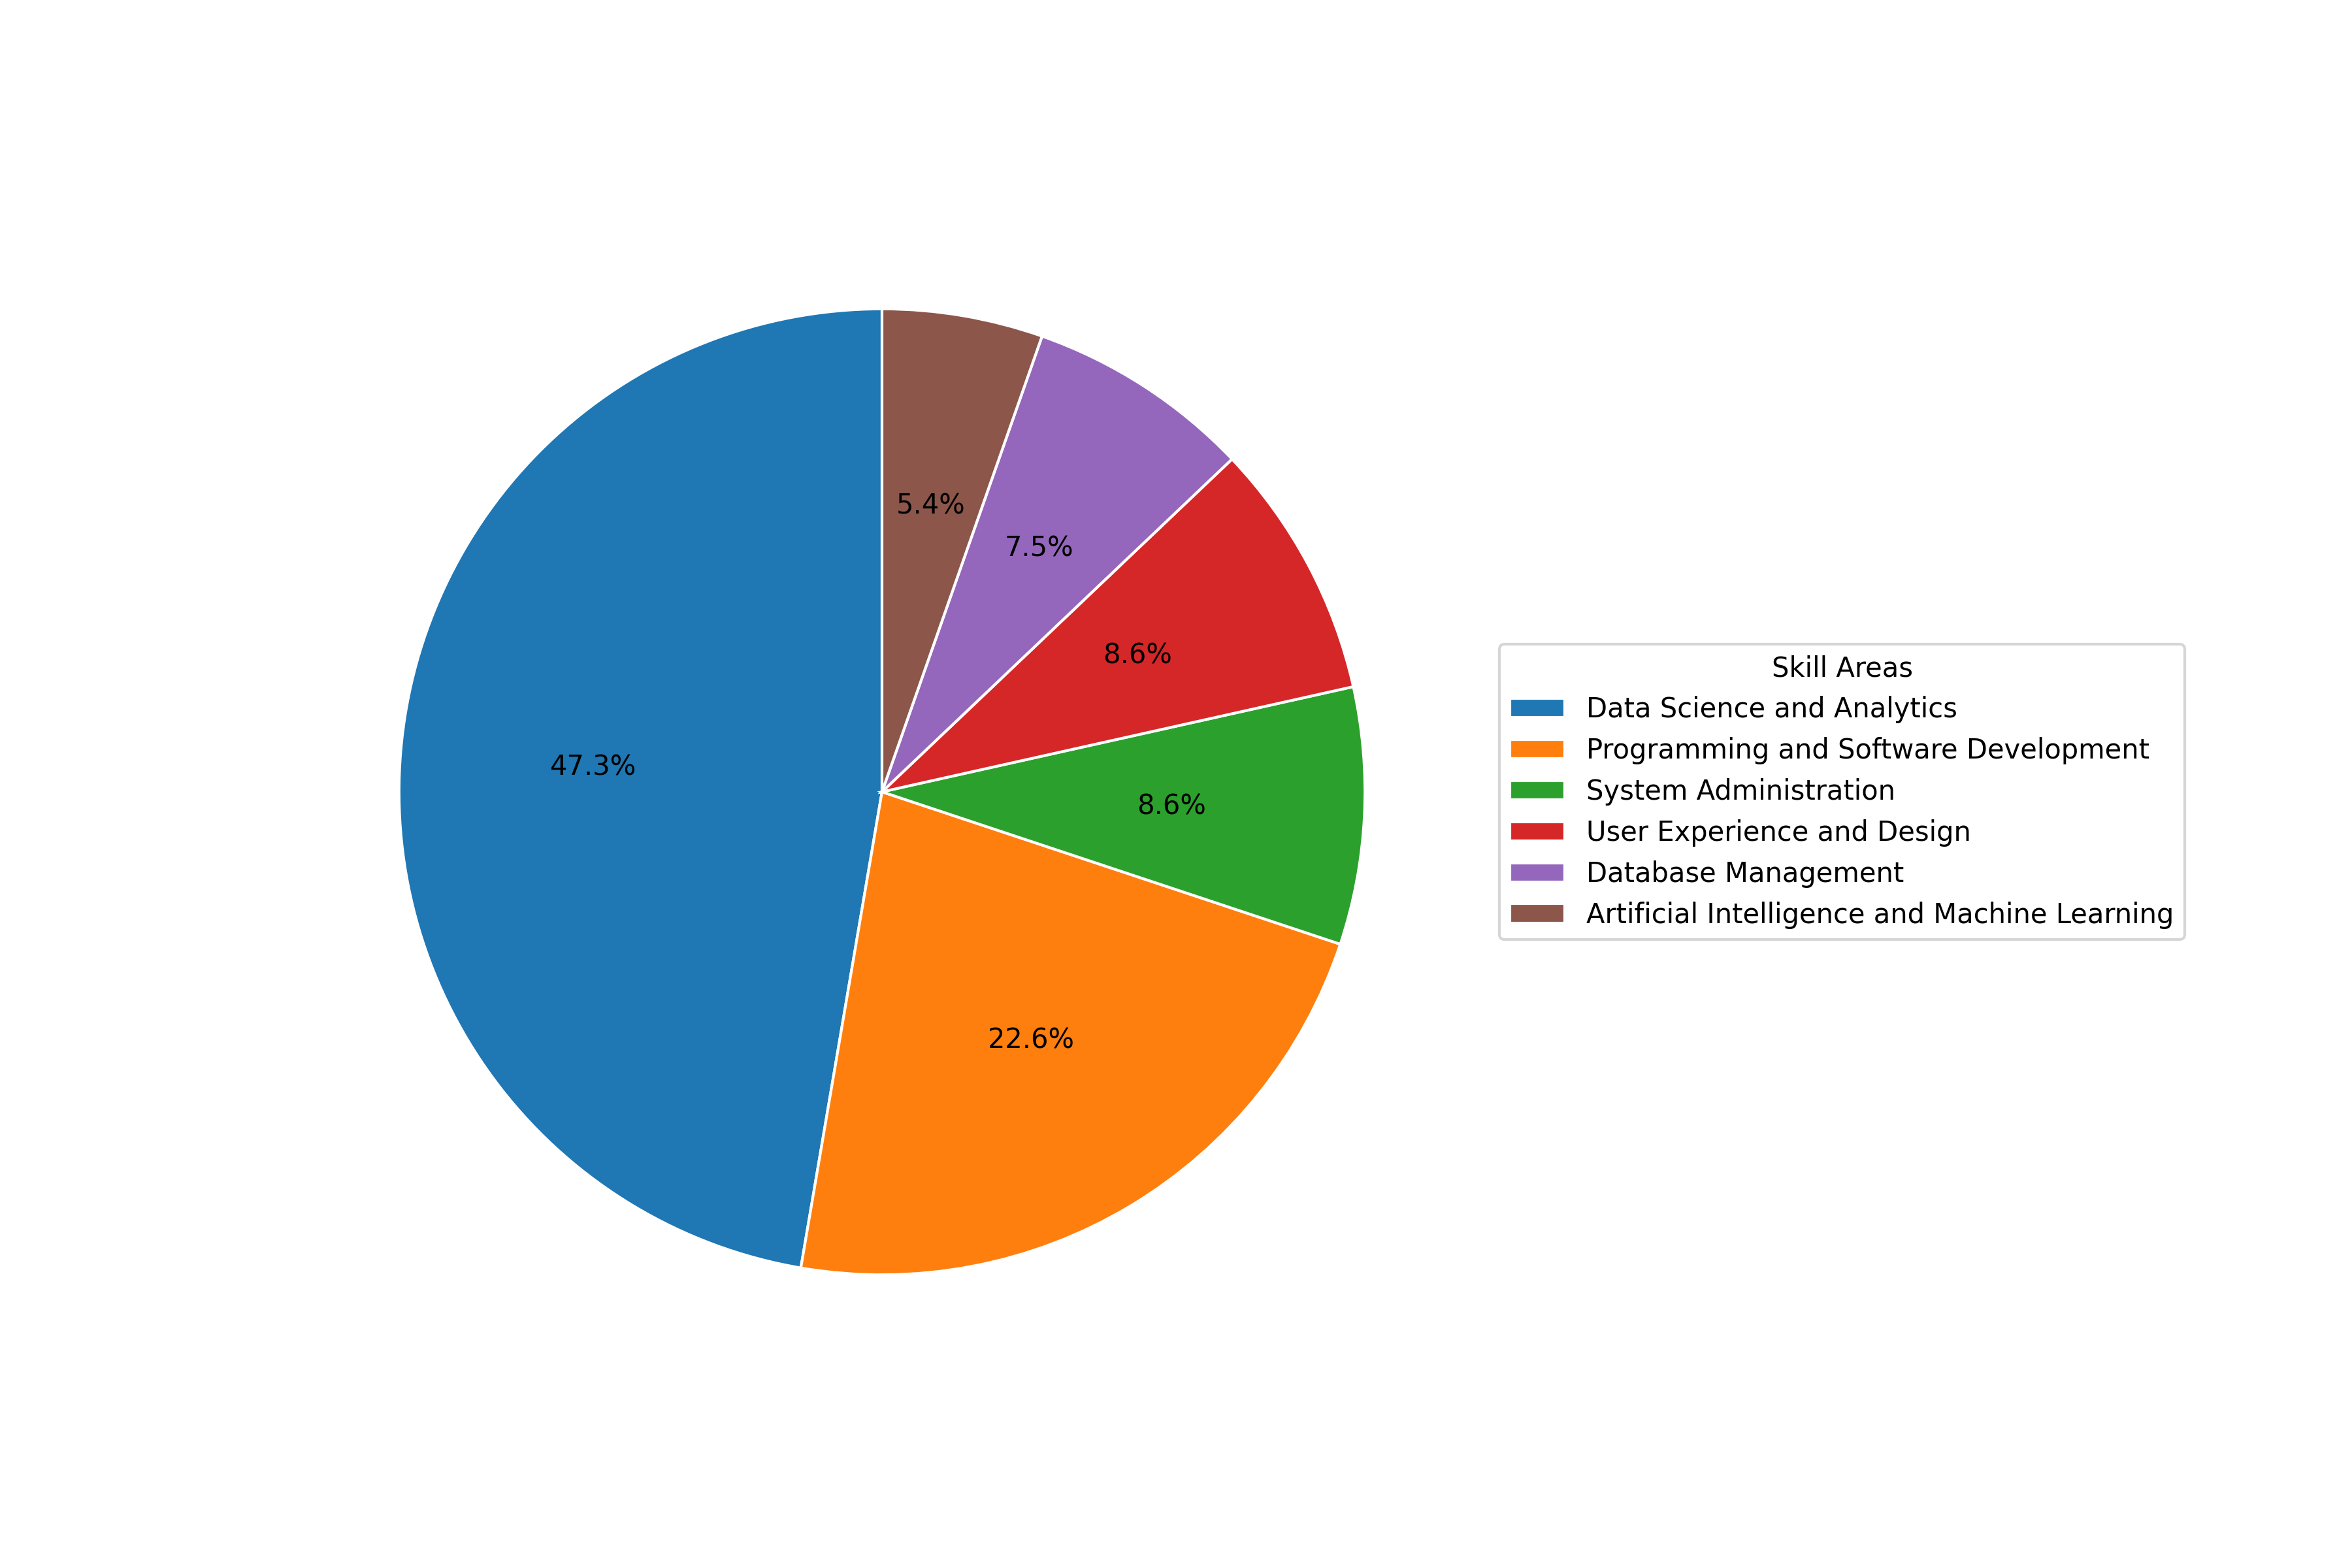 5.4%
7.5%
8.6%
47.3%
8.6%
22.6%
Skill Areas
Data Science and Analytics
Programming and Software Development
System Administration
User Experience and Design
Database Management
Artificial Intelligence and Machine Learning